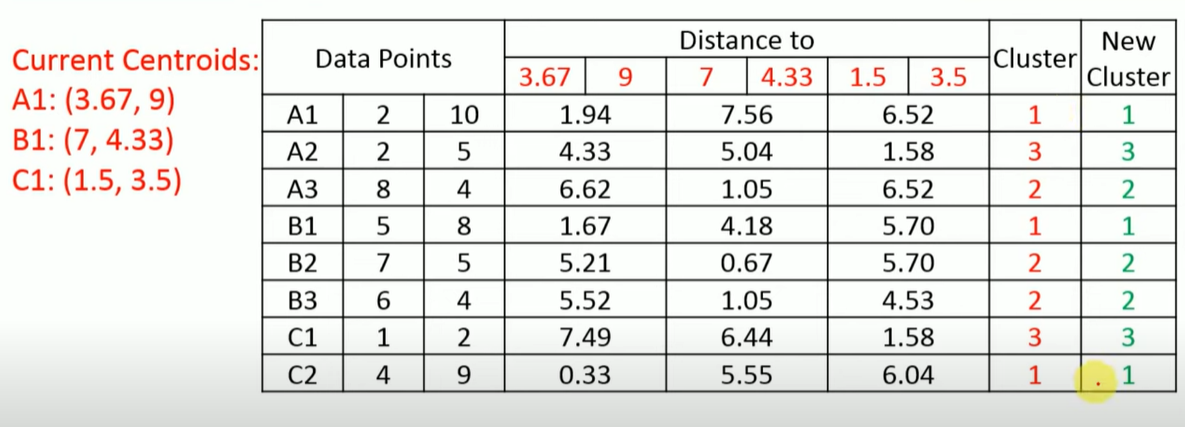 Current Centroids:
A1: (3.67, 9)
B1: (7, 4.33)
C1: (1.5, 3.5)
Data Points Distance to Cluster New Cluster
3.67 9 7 4.33 1.5 3.5
A1 2 10 1.94 7.56 6.52 1 1
A2 2 5 4.33 5.04 1.58 3 3
A3 8 4 6.62 1.05 6.52 2 2
B1 5 8 1.67 4.18 5.70 1 1
B2 7 5 5.21 0.67 5.70 2 2
B3 6 4 5.52 1.05 4.53 2 2
C1 1 2 7.49 6.44 1.58 3 3
C2 4 9 0.33 5.55 6.04 1 1